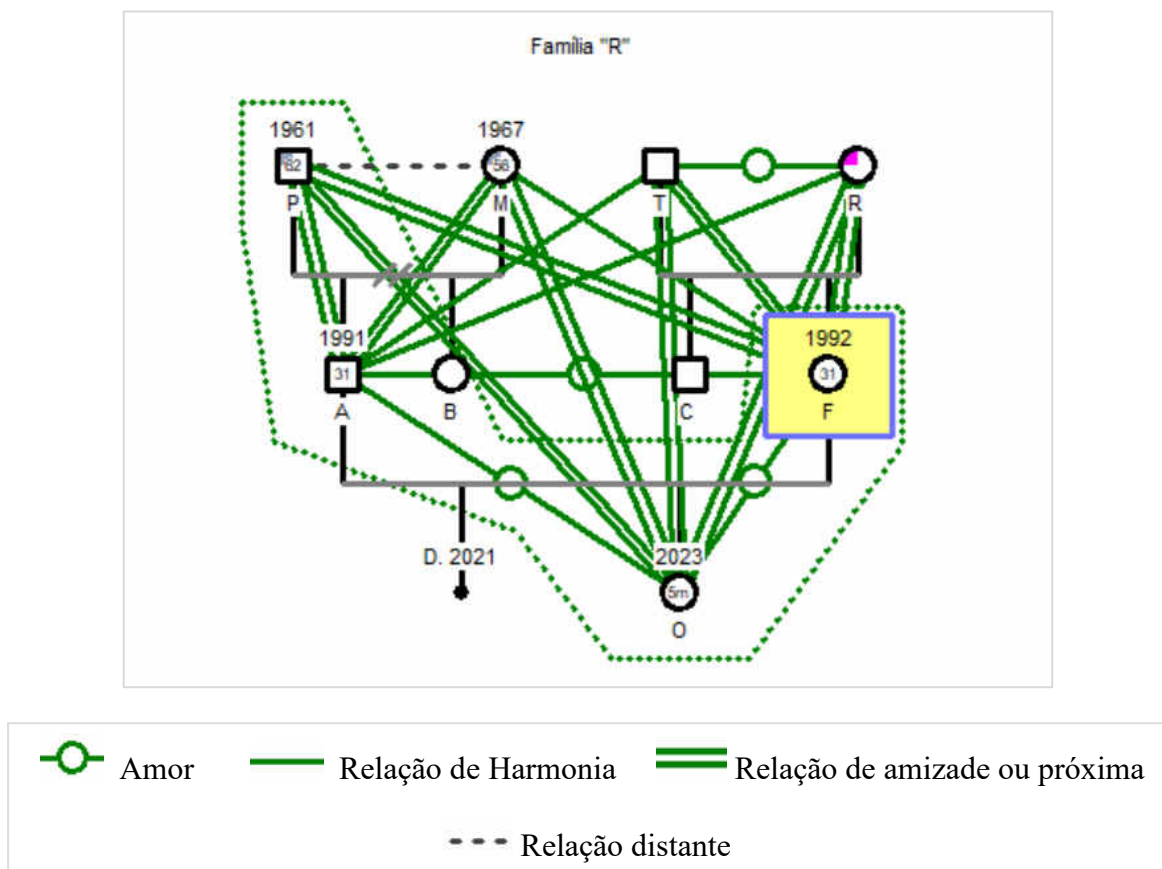 Família "R"
1961 1967
62 56
P M T R
1991 1992
31 31
A B C F
D. 2021 2023
5m
O
Amor Relação de Harmonia Relação de amizade ou próxima
Relação distante